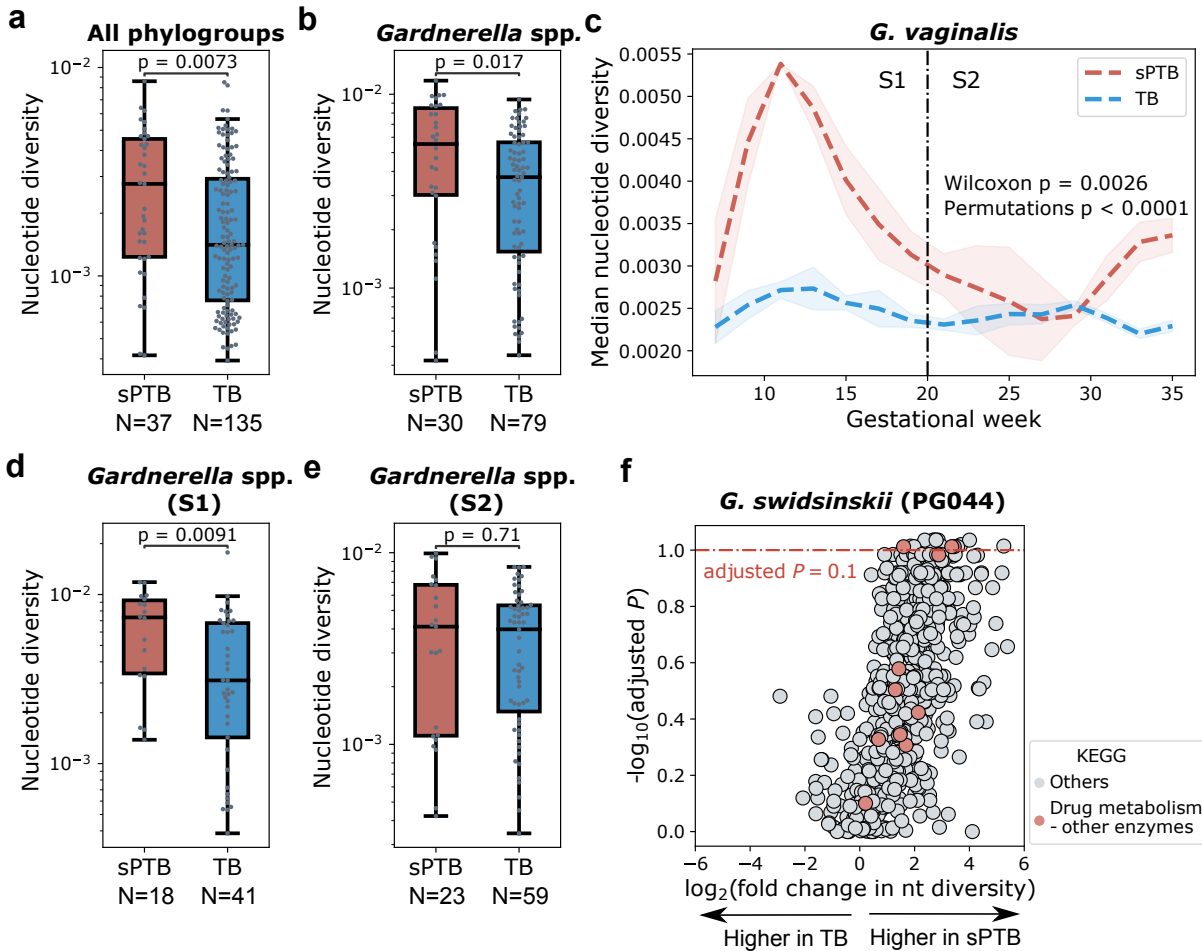 a
All phylogroups
p = 0.0073
10⁻²
10⁻³
Nucleotide diversity
sPTB
TB
N=37
N=135
b
Gardnerella spp.
p = 0.017
10⁻²
10⁻³
Nucleotide diversity
sPTB
TB
N=30
N=79
c
G. vaginalis
S1
S2
sPTB
TB
Wilcoxon p = 0.0026
Permutations p < 0.0001
0.0055
0.0050
0.0045
0.0040
0.0035
0.0030
0.0025
0.0020
Median nucleotide diversity
10
15
20
25
30
35
Gestational week
d
Gardnerella spp.
(S1)
p = 0.0091
10⁻²
10⁻³
Nucleotide diversity
sPTB
TB
N=18
N=41
e
Gardnerella spp.
(S2)
p = 0.71
10⁻²
10⁻³
Nucleotide diversity
sPTB
TB
N=23
N=59
f
G. swidsinskii (PG044)
adjusted P = 0.1
1.0
0.8
0.6
0.4
0.2
0.0
-log₁₀(adjusted P)
−6
−4
−2
0
2
4
6
log₂(fold change in nt diversity)
Higher in TB
Higher in sPTB
KEGG
Others
Drug metabolism
- other enzymes